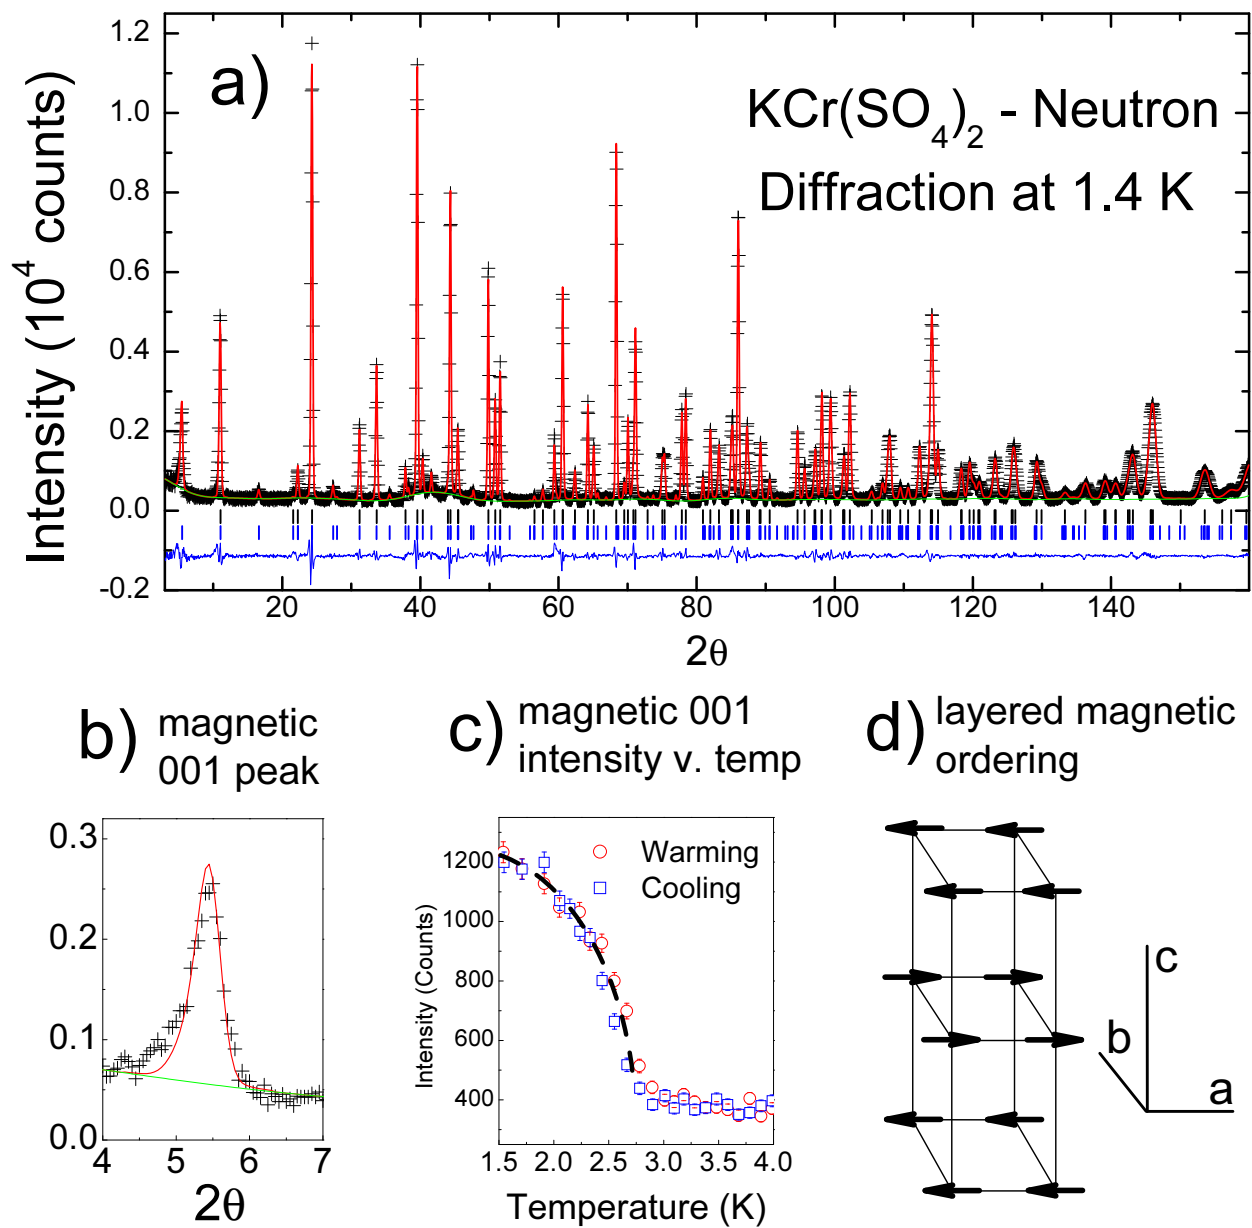 a)
KCr(SO4)2 - Neutron
Diffraction at 1.4 K
Intensity (10^4 counts)
1.2
1.0
0.8
0.6
0.4
0.2
0.0
-0.2
20 40 60 80 100 120 140
2θ
b) magnetic
001 peak
0.3
0.2
0.1
0.0
4 5 6 7
2θ
c) magnetic 001
intensity v. temp
Warming
Cooling
Intensity (Counts)
1200
1000
800
600
400
1.5 2.0 2.5 3.0 3.5 4.0
Temperature (K)
d) layered magnetic
ordering
c
b
a